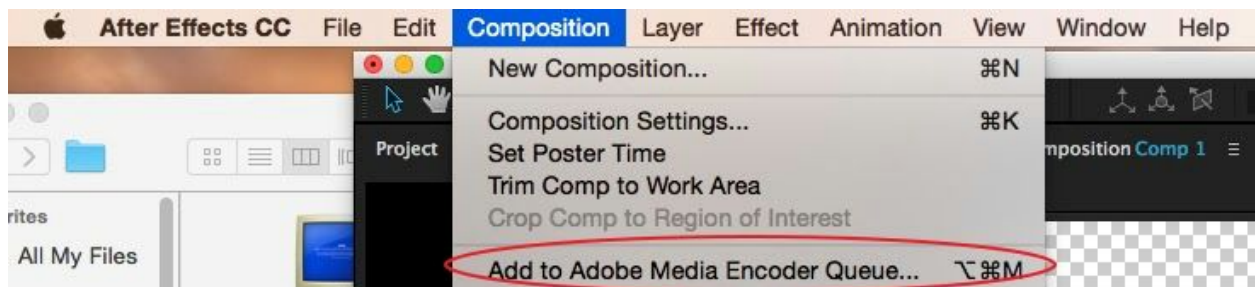 After Effects CC File Edit Composition Layer Effect Animation View Window Help
New Composition... ⌘N
Composition Settings... ⌘K
Project
Set Poster Time
mposition Comp 1
Trim Comp to Work Area
rites
Crop Comp to Region of Interest
All My Files
Add to Adobe Media Encoder Queue... ⌥⌘M